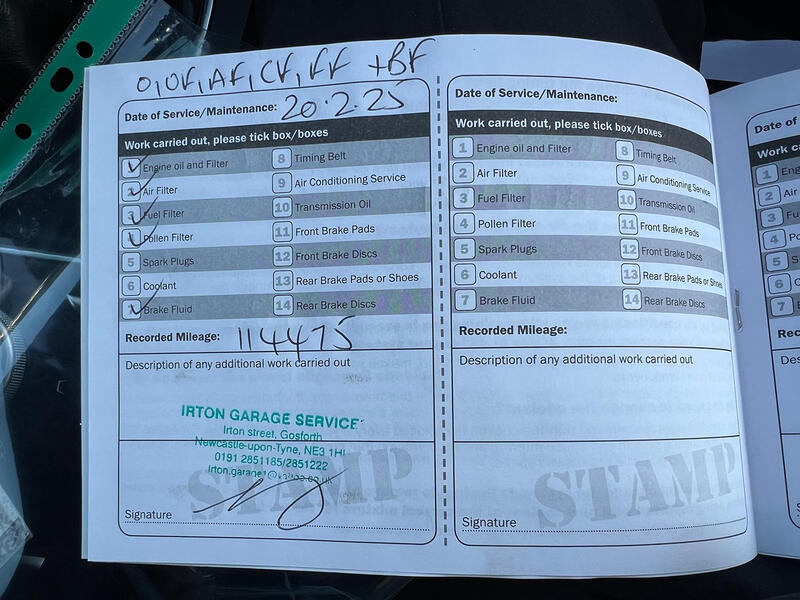 O, OF, AF, CF, FF +BF
Date of Service/Maintenance: 20.2.25
Work carried out, please tick box/boxes
Engine oil and Filter
8 Timing Belt
2 Air Filter
9 Air Conditioning Service
3 Fuel Filter
10 Transmission Oil
Pollen Filter
11 Front Brake Pads
5 Spark Plugs
12 Front Brake Discs
6 Coolant
13 Rear Brake Pads or Shoes
Brake Fluid
14 Rear Brake Discs
Recorded Mileage: 114475
Description of any additional work carried out
IRTON GARAGE SERVICE
Irton street, Gosforth
Newcastle-upon-Tyne, NE3
0191 2851185/2851222
STAMP
Signature
Date of Service/Maintenance:
Work carried out, please tick box/boxes
1 Engine oil and Filter
8 Timing Belt
2 Air Filter
9 Air Conditioning Service
3 Fuel Filter
10 Transmission Oil
4 Pollen Filter
11 Front Brake Pads
5 Spark Plugs
12 Front Brake Discs
6 Coolant
13 Rear Brake Pads or Shoes
7 Brake Fluid
14 Rear Brake Discs
Recorded Mileage:
Description of any additional work carried out
STAMP
Signature
Date of
Work
1
2 Air
3
4
5
6
7